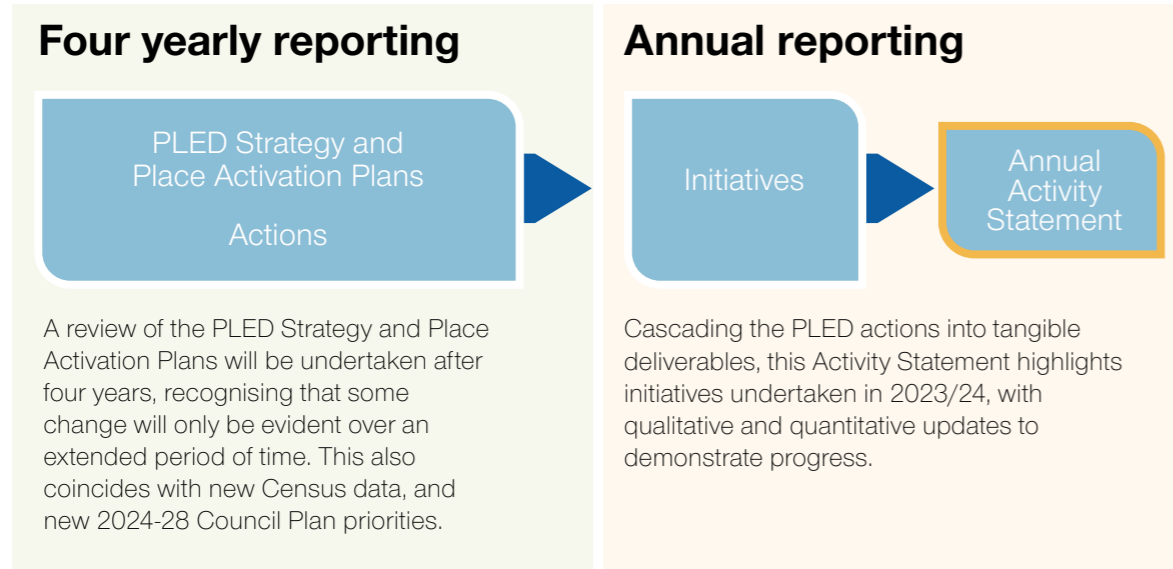 Four yearly reporting
PLED Strategy and
Place Activation Plans
Actions
A review of the PLED Strategy and Place
Activation Plans will be undertaken after
four years, recognising that some
change will only be evident over an
extended period of time. This also
coincides with new Census data, and
new 2024-28 Council Plan priorities.
Annual reporting
Initiatives
Annual
Activity
Statement
Cascading the PLED actions into tangible
deliverables, this Activity Statement highlights
initiatives undertaken in 2023/24, with
qualitative and quantitative updates to
demonstrate progress.